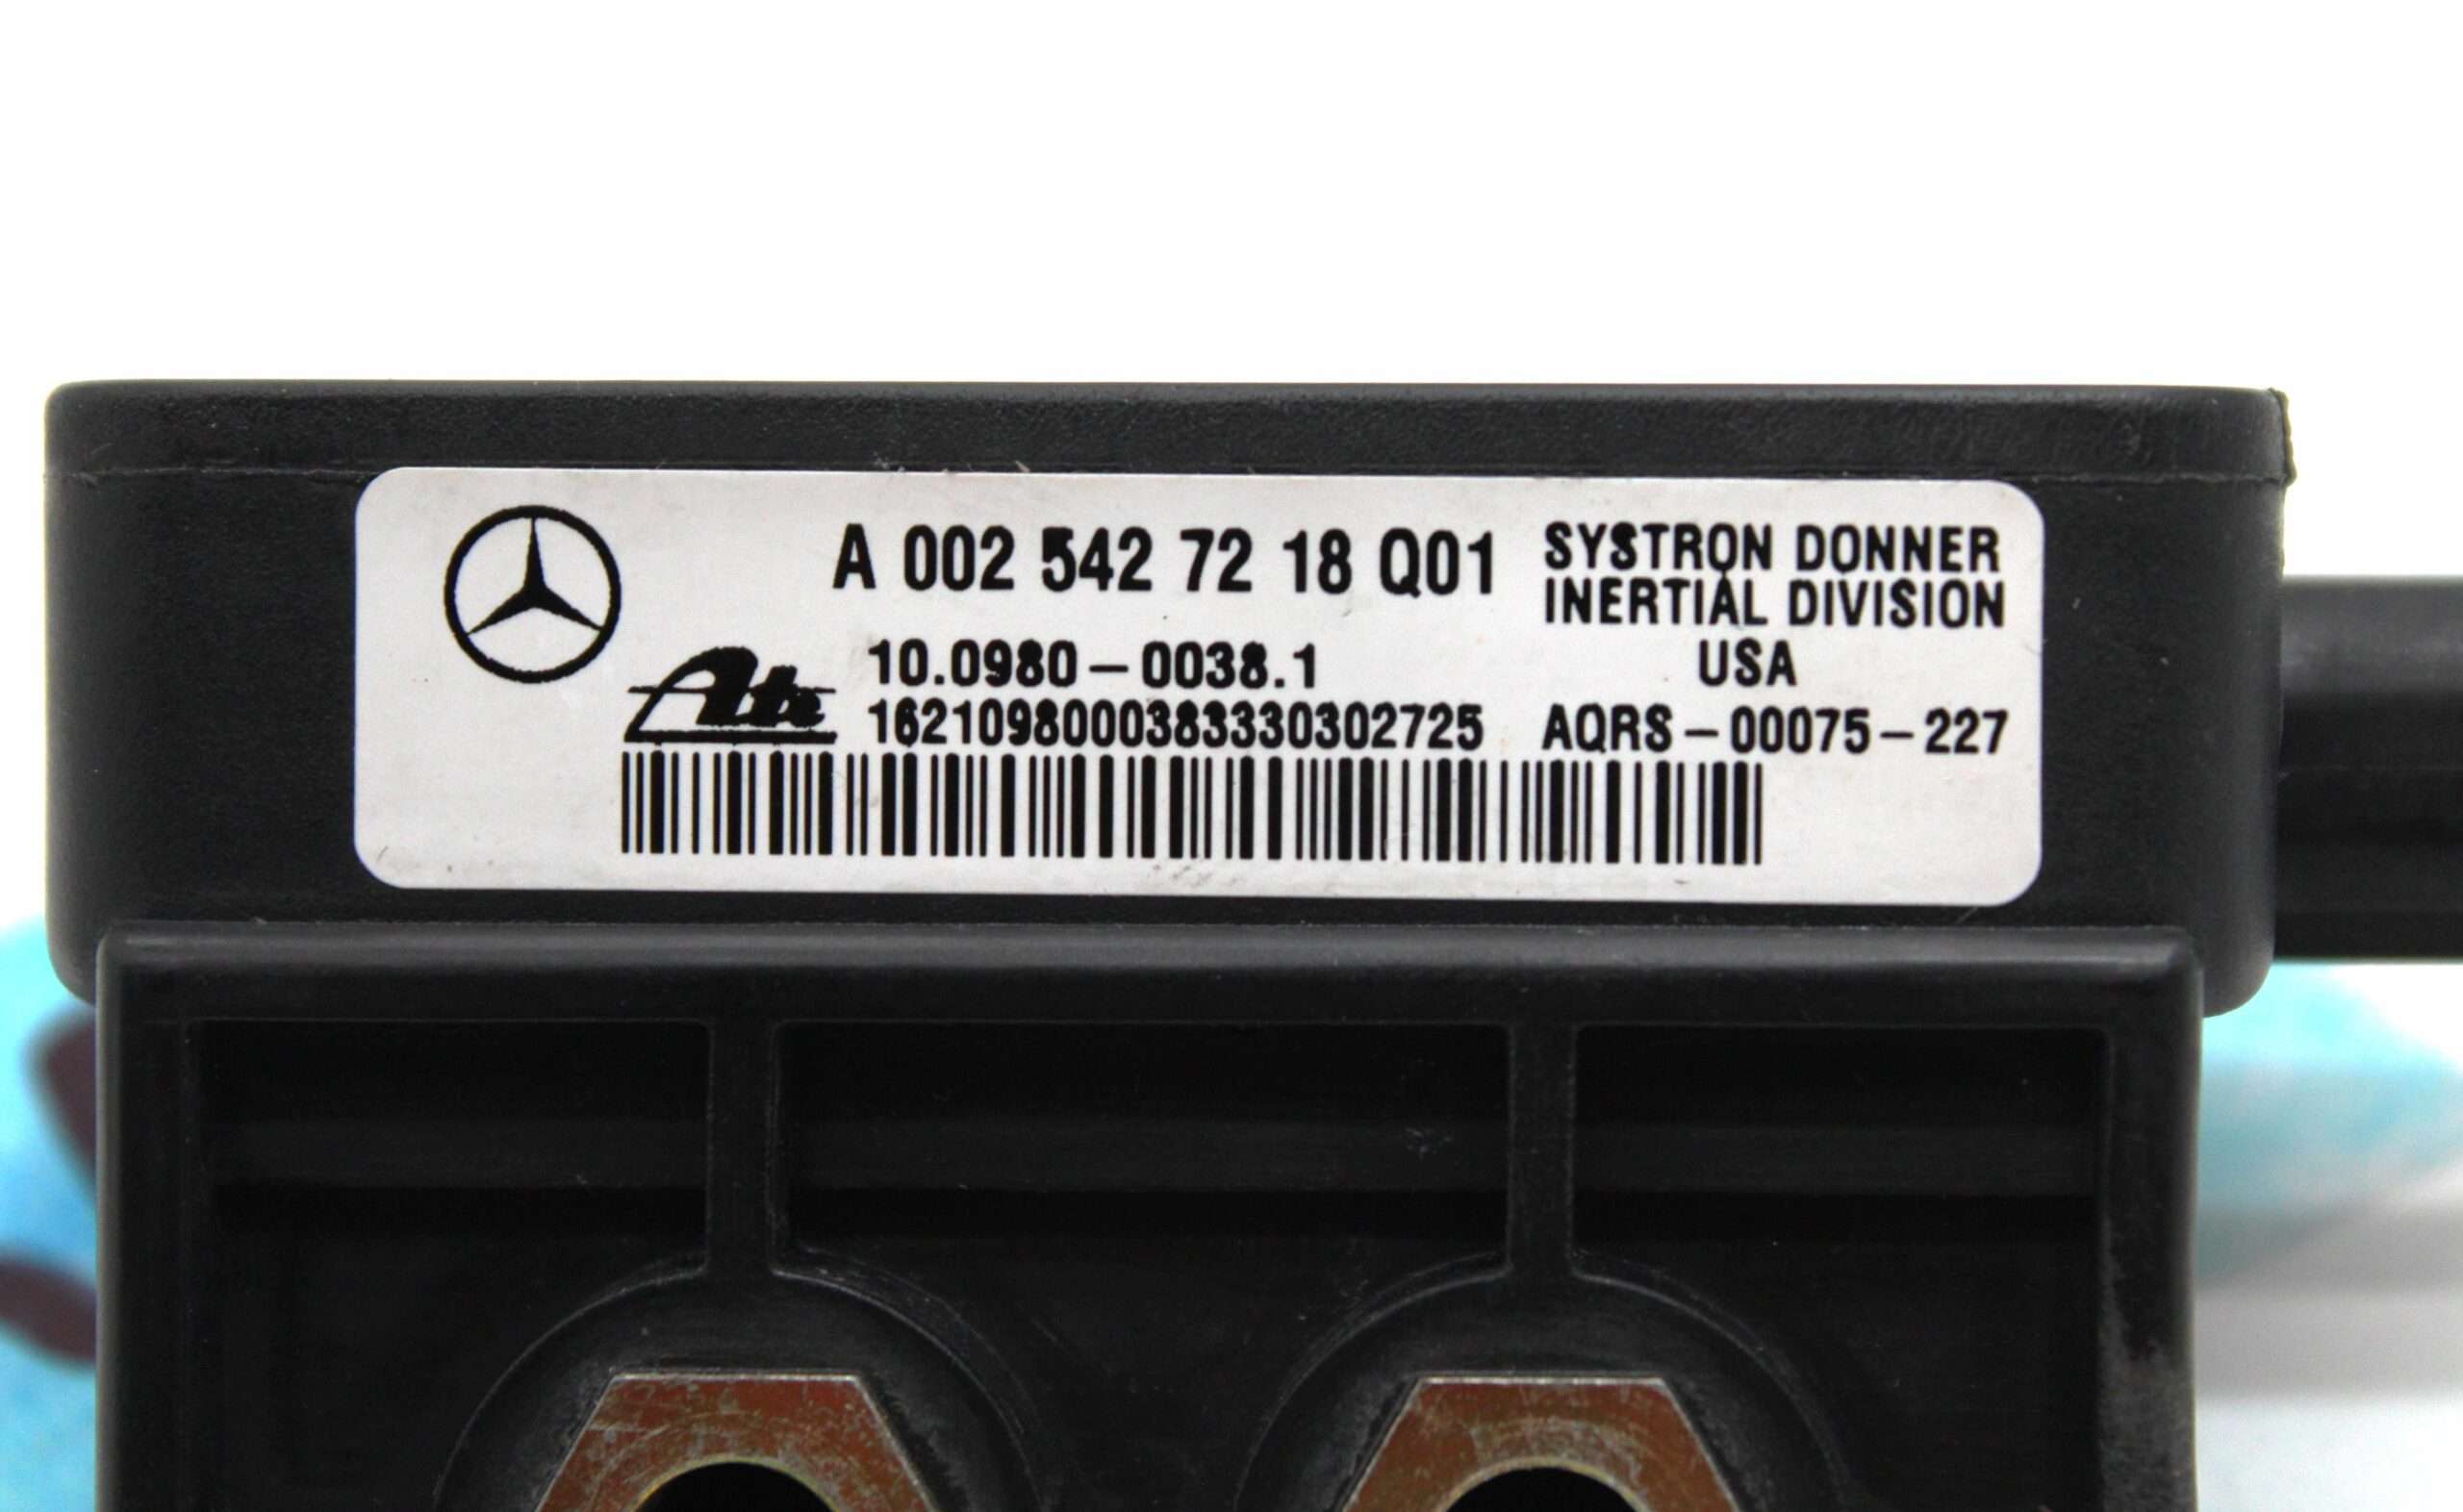 A 002 542 72 18 Q01
SYSTRON DONNER
INERTIAL DIVISION
USA
Ate
10.0980-0038.1
16210980003833330302725
AQRS-00075-227